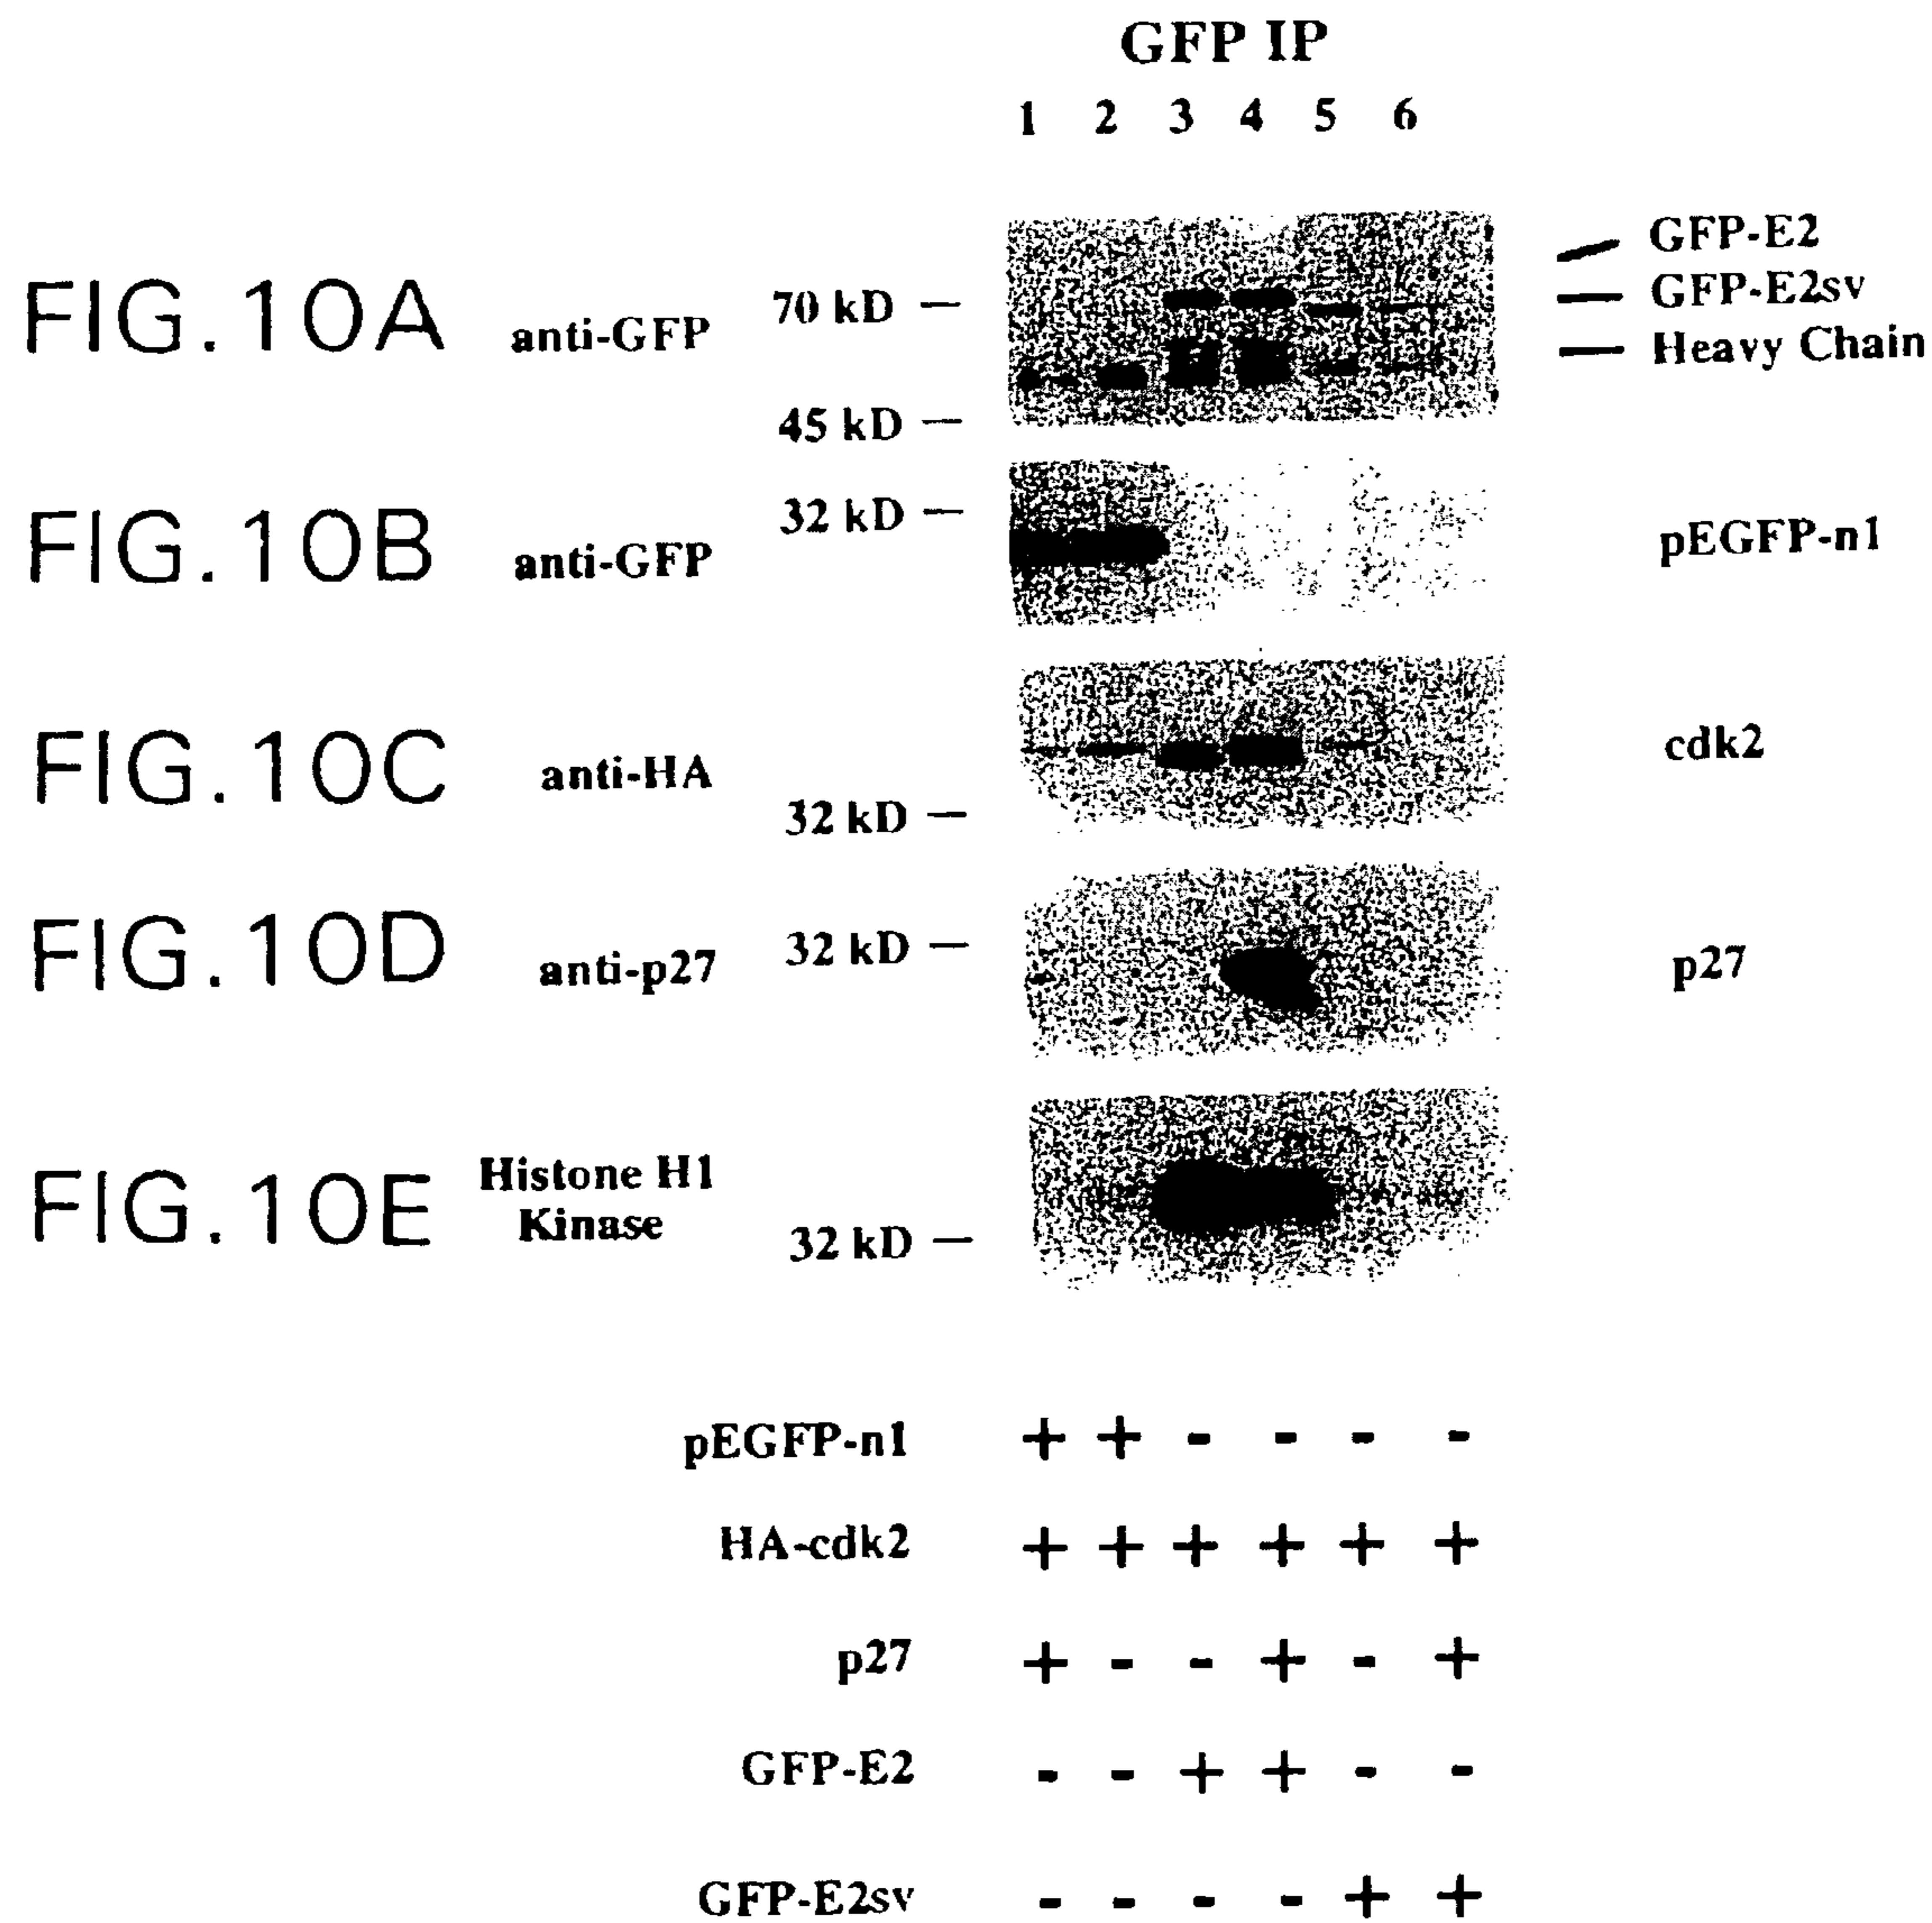 GFP IP
1 2 3 4 5 6
FIG. 10A anti-GFP 70 kD — GFP-E2
GFP-E2sv
Heavy Chain
45 kD —
FIG. 10B anti-GFP 32 kD — pEGFP-n1
FIG. 10C anti-HA cdk2
32 kD —
FIG. 10D anti-p27 32 kD — p27
FIG. 10E Histone H1
Kinase
32 kD —
pEGFP-n1 + + - - - -
HA-cdk2 + + + + + +
p27 + - - + - +
GFP-E2 - - + + - -
GFP-E2sv - - - - + +